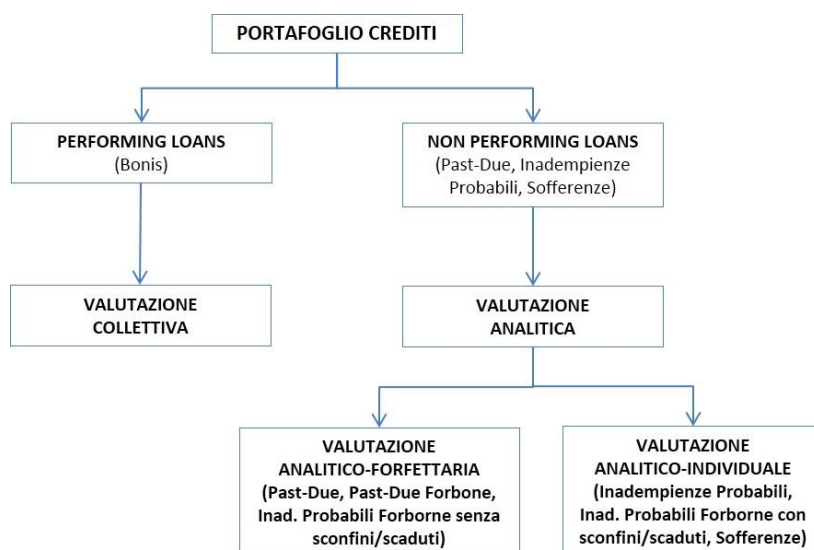 PORTAFOGLIO CREDITI
PERFORMING LOANS
(Bonis)
NON PERFORMING LOANS
(Past-Due, Inadempienze
Probabili, Sofferenze)
VALUTAZIONE
COLLETTIVA
VALUTAZIONE
ANALITICA
VALUTAZIONE
ANALITICO-FORFETTARIA
(Past-Due, Past-Due Forbone,
Inad. Probabili Forborne senza
sconfini/scaduti)
VALUTAZIONE
ANALITICO-INDIVIDUALE
(Inadempienze Probabili,
Inad. Probabili Forborne con
sconfini/scaduti, Sofferenze)